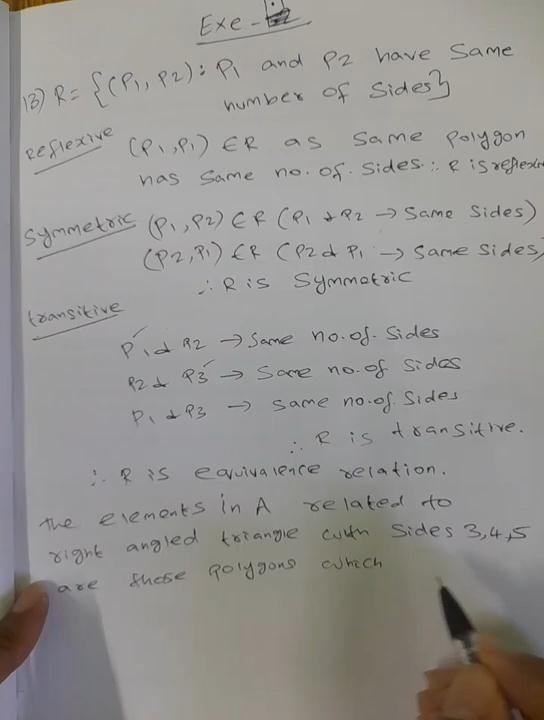 Exe -
13) R = {(P1, P2): P1 and P2 have Same
number of Sides}
Reflexive (P1, P1) ∈ R as Same Polygon
has Same no. of. Sides ∴ R is reflex
Symmetric (P1, P2) ∈ R (P1 & P2 → Same Sides)
(P2, P1) ∈ R (P2 & P1 → Same Sides)
∴ R is Symmetric
transitive
P1 & P2 → Same no. of. Sides
P2 & P3 → Same no. of Sides
P1 & P3 → Same no. of. Sides
∴ R is transitive.
∴ R is equivalence relation.
the elements in A related to
right angled triangle with Sides 3,4,5
are those polygons which